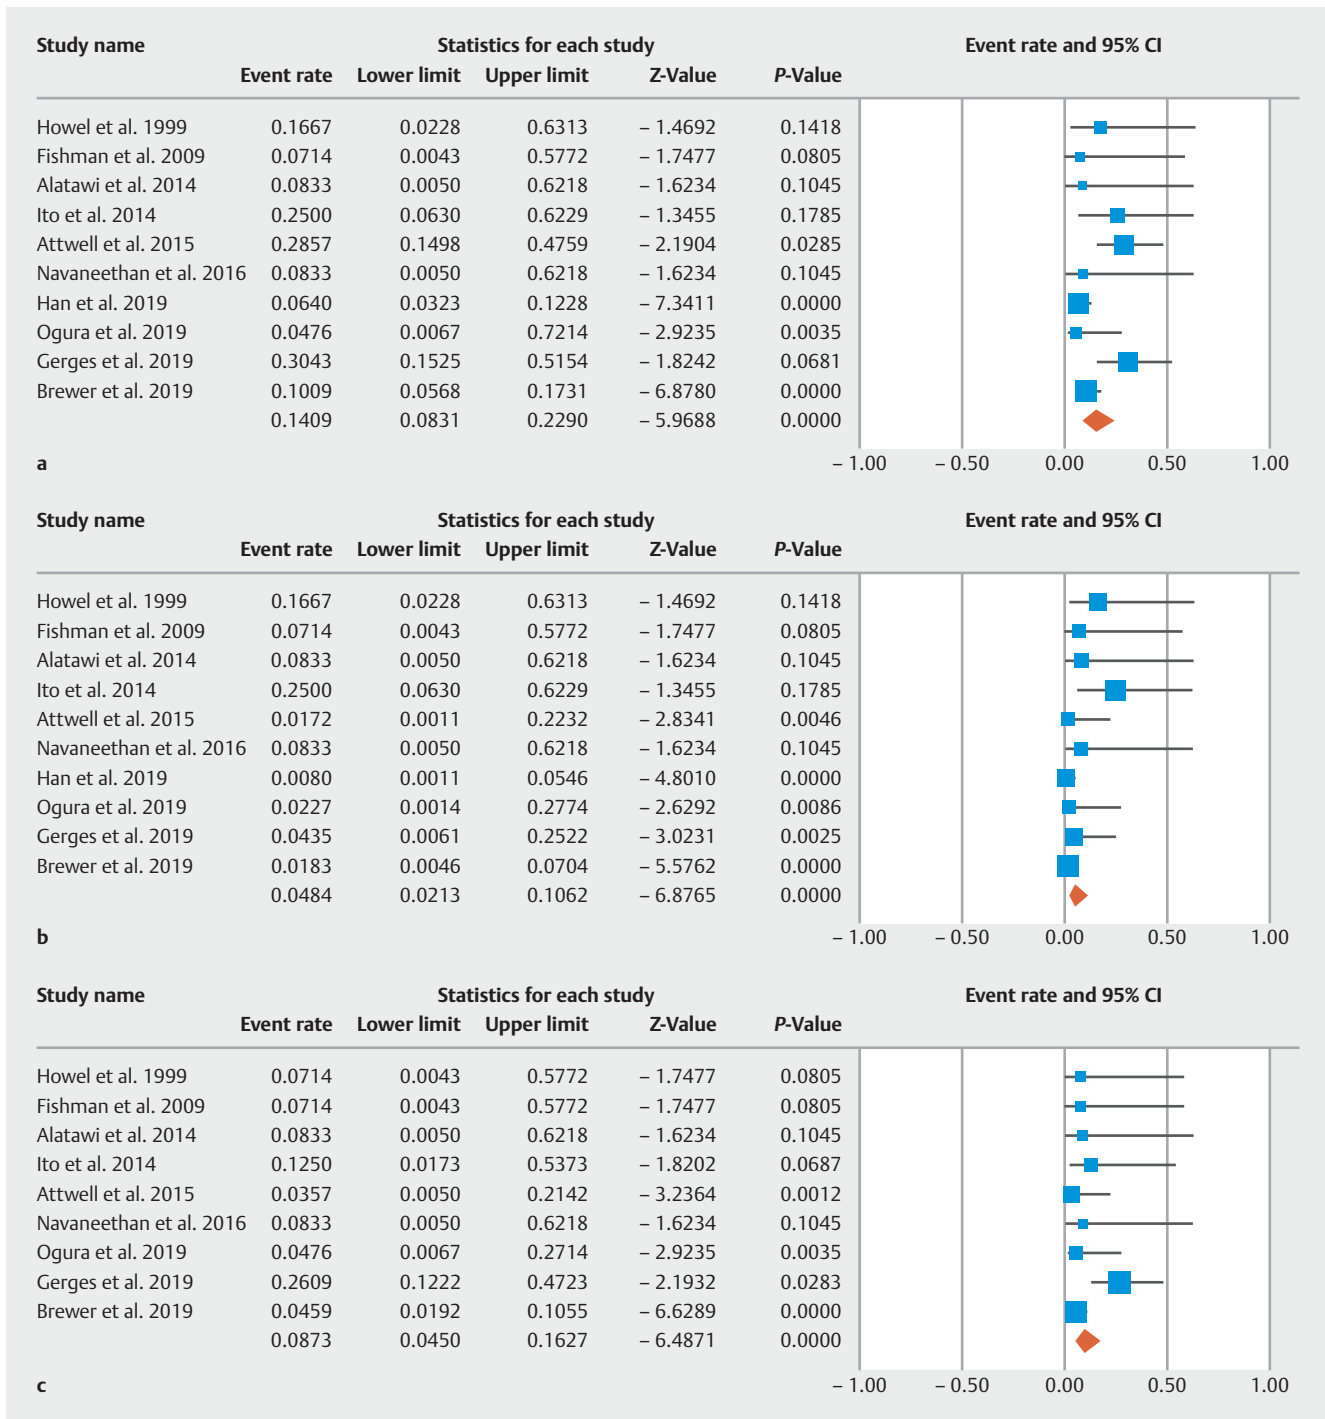 Study name Statistics for each study Event rate and 95% CI
Event rate Lower limit Upper limit Z-Value P-Value
Howel et al. 1999 0.1667 0.0228 0.6313 – 1.4692 0.1418
Fishman et al. 2009 0.0714 0.0043 0.5772 – 1.7477 0.0805
Alatawi et al. 2014 0.0833 0.0050 0.6218 – 1.6234 0.1045
Ito et al. 2014 0.2500 0.0630 0.6229 – 1.3455 0.1785
Attwell et al. 2015 0.2857 0.1498 0.4759 – 2.1904 0.0285
Navaneethan et al. 2016 0.0833 0.0050 0.6218 – 1.6234 0.1045
Han et al. 2019 0.0640 0.0323 0.1228 – 7.3411 0.0000
Ogura et al. 2019 0.0476 0.0067 0.7214 – 2.9235 0.0035
Gerges et al. 2019 0.3043 0.1525 0.5154 – 1.8242 0.0681
Brewer et al. 2019 0.1009 0.0568 0.1731 – 6.8780 0.0000
0.1409 0.0831 0.2290 – 5.9688 0.0000
a – 1.00 – 0.50 0.00 0.50 1.00
Study name Statistics for each study Event rate and 95% CI
Event rate Lower limit Upper limit Z-Value P-Value
Howel et al. 1999 0.1667 0.0228 0.6313 – 1.4692 0.1418
Fishman et al. 2009 0.0714 0.0043 0.5772 – 1.7477 0.0805
Alatawi et al. 2014 0.0833 0.0050 0.6218 – 1.6234 0.1045
Ito et al. 2014 0.2500 0.0630 0.6229 – 1.3455 0.1785
Attwell et al. 2015 0.0172 0.0011 0.2232 – 2.8341 0.0046
Navaneethan et al. 2016 0.0833 0.0050 0.6218 – 1.6234 0.1045
Han et al. 2019 0.0080 0.0011 0.0546 – 4.8010 0.0000
Ogura et al. 2019 0.0227 0.0014 0.2774 – 2.6292 0.0086
Gerges et al. 2019 0.0435 0.0061 0.2522 – 3.0231 0.0025
Brewer et al. 2019 0.0183 0.0046 0.0704 – 5.5762 0.0000
0.0484 0.0213 0.1062 – 6.8765 0.0000
b – 1.00 – 0.50 0.00 0.50 1.00
Study name Statistics for each study Event rate and 95% CI
Event rate Lower limit Upper limit Z-Value P-Value
Howel et al. 1999 0.0714 0.0043 0.5772 – 1.7477 0.0805
Fishman et al. 2009 0.0714 0.0043 0.5772 – 1.7477 0.0805
Alatawi et al. 2014 0.0833 0.0050 0.6218 – 1.6234 0.1045
Ito et al. 2014 0.1250 0.0173 0.5373 – 1.8202 0.0687
Attwell et al. 2015 0.0357 0.0050 0.2142 – 3.2364 0.0012
Navaneethan et al. 2016 0.0833 0.0050 0.6218 – 1.6234 0.1045
Ogura et al. 2019 0.0476 0.0067 0.2714 – 2.9235 0.0035
Gerges et al. 2019 0.2609 0.1222 0.4723 – 2.1932 0.0283
Brewer et al. 2019 0.0459 0.0192 0.1055 – 6.6289 0.0000
0.0873 0.0450 0.1627 – 6.4871 0.0000
c – 1.00 – 0.50 0.00 0.50 1.00